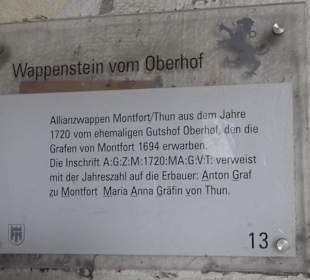 Wappenstein vom Oberhof
Allianzwappen Montfort/Thun aus dem Jahre
1720 vom ehemaligen Gutshof Oberhof, den die
Grafen von Montfort 1694 erwarben.
Die Inschrift A:G:Z:M:1720:MA:G:V:T: verweist
mit der Jahreszahl auf die Erbauer: Anton Graf
zu Montfort Maria Anna Gräfin von Thun.
13